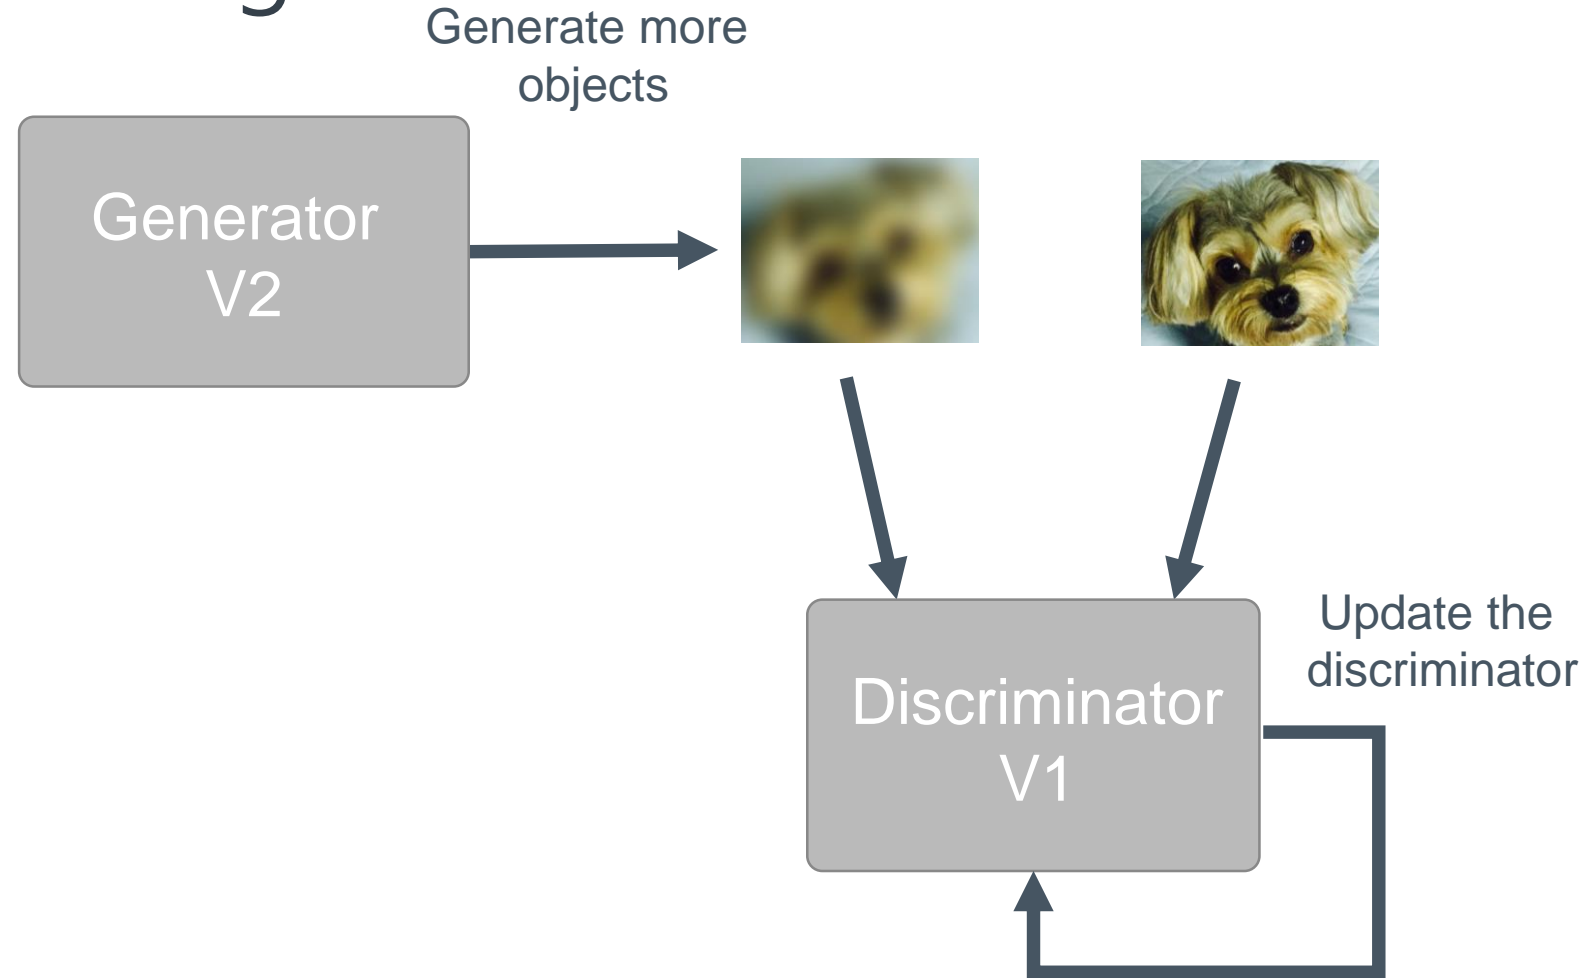 Generate more
objects
Generator
V2
Update the
discriminator
Discriminator
V1